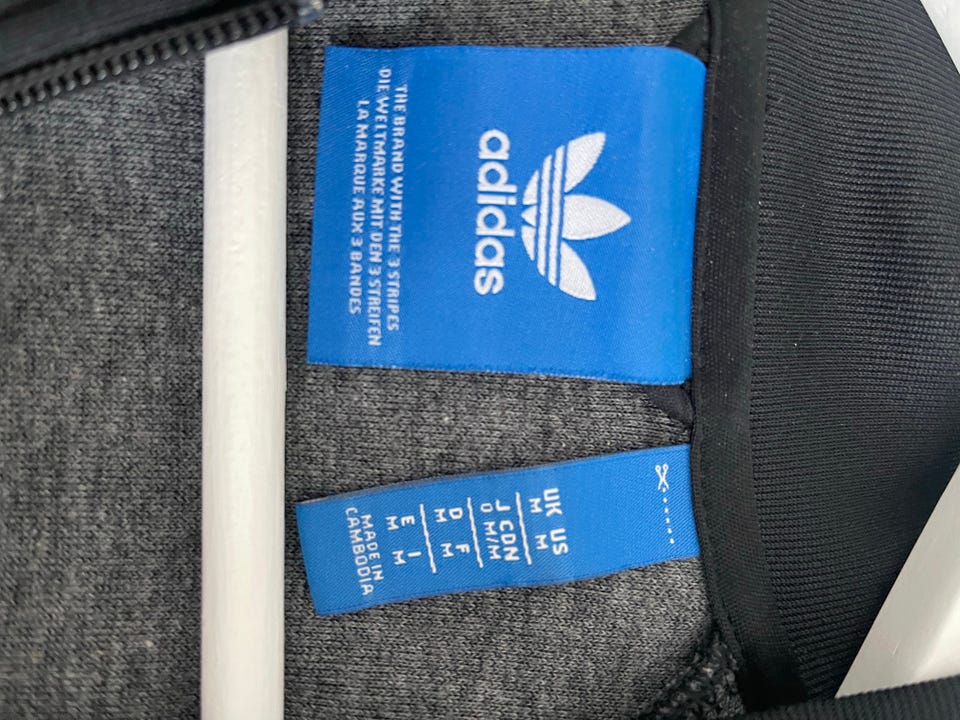 adidas
THE BRAND WITH THE 3 STRIPES
DIE WELTMARKE MIT DEN 3 STREIFEN
LA MARQUE AUX 3 BANDES
UK US
M M
J CDN
O M/M
D F
M M
E I
M M
MADE IN
CAMBODIA